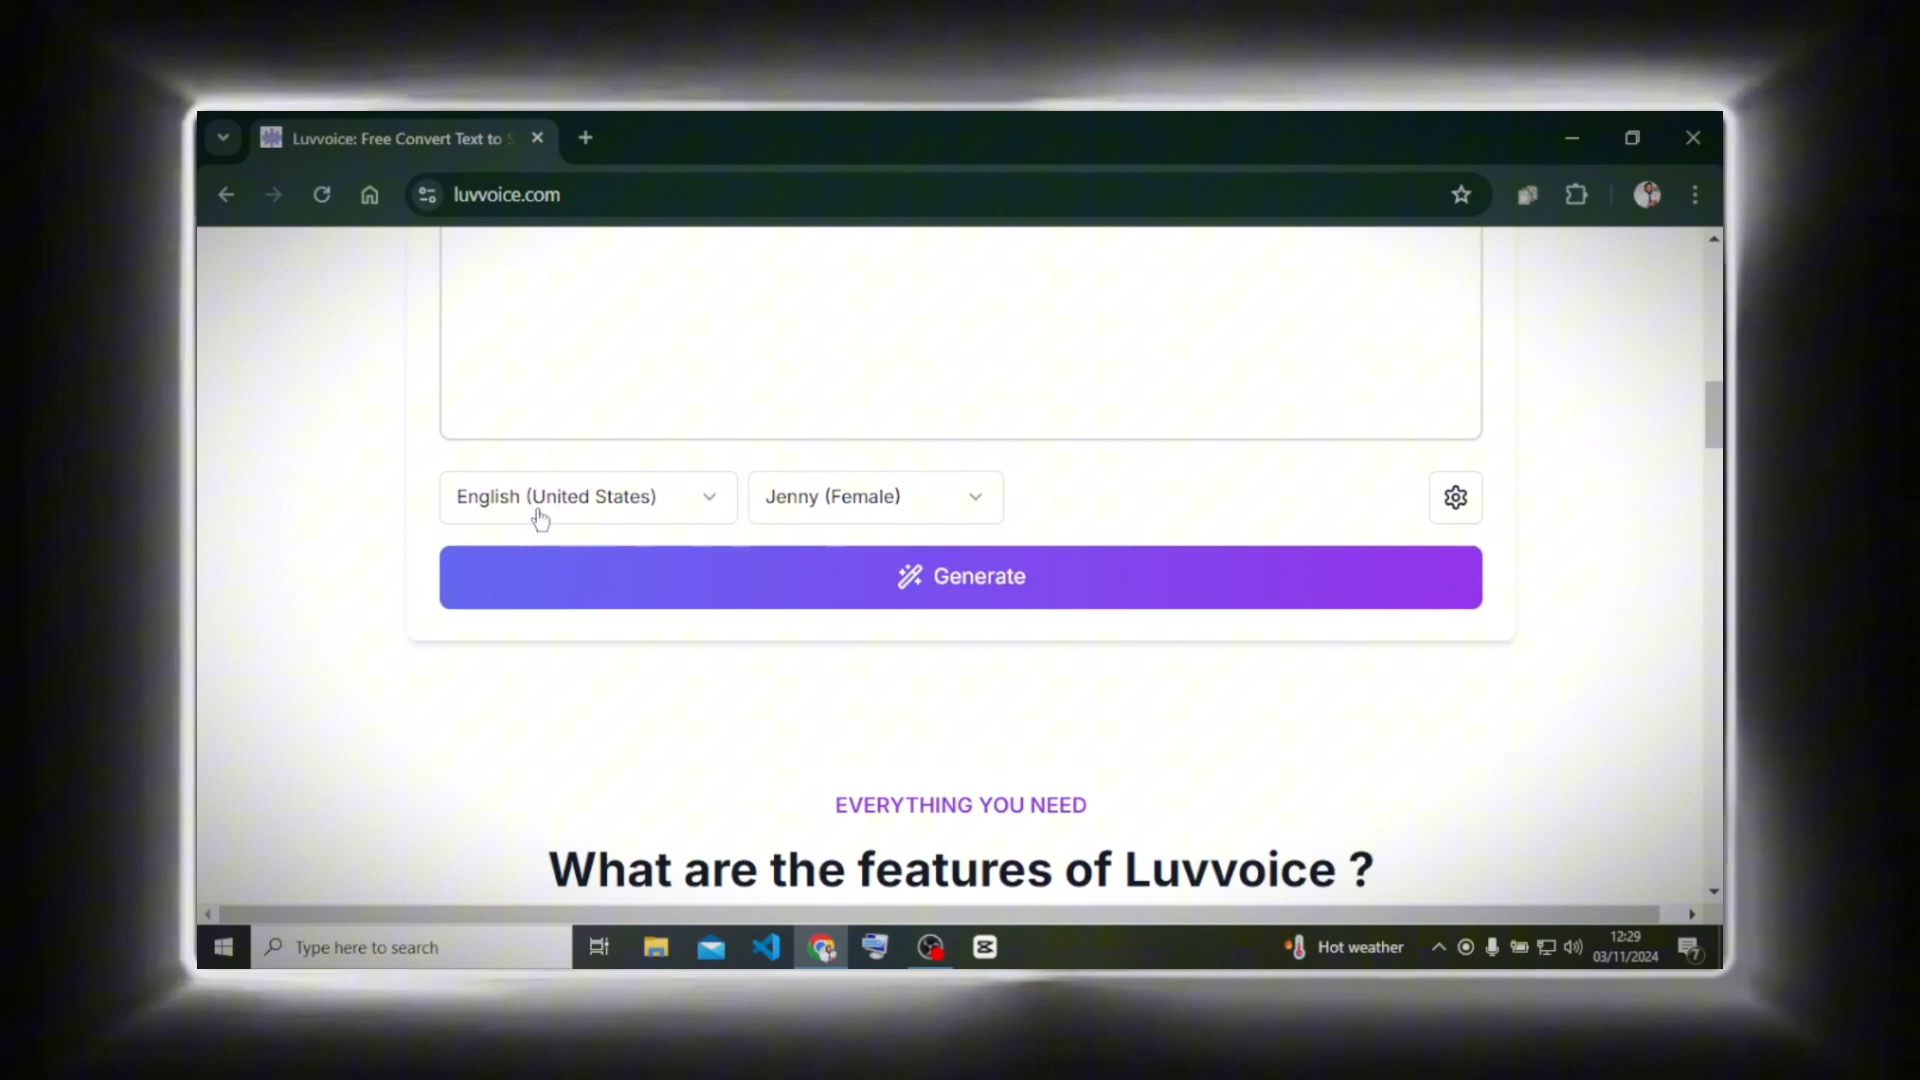 Luvvoice: Free Convert Text to S
luvvoice.com
English (United States)
Jenny (Female)
Generate
EVERYTHING YOU NEED
What are the features of Luvvoice ?
Type here to search
Hot weather
12:29
03/11/2024
7